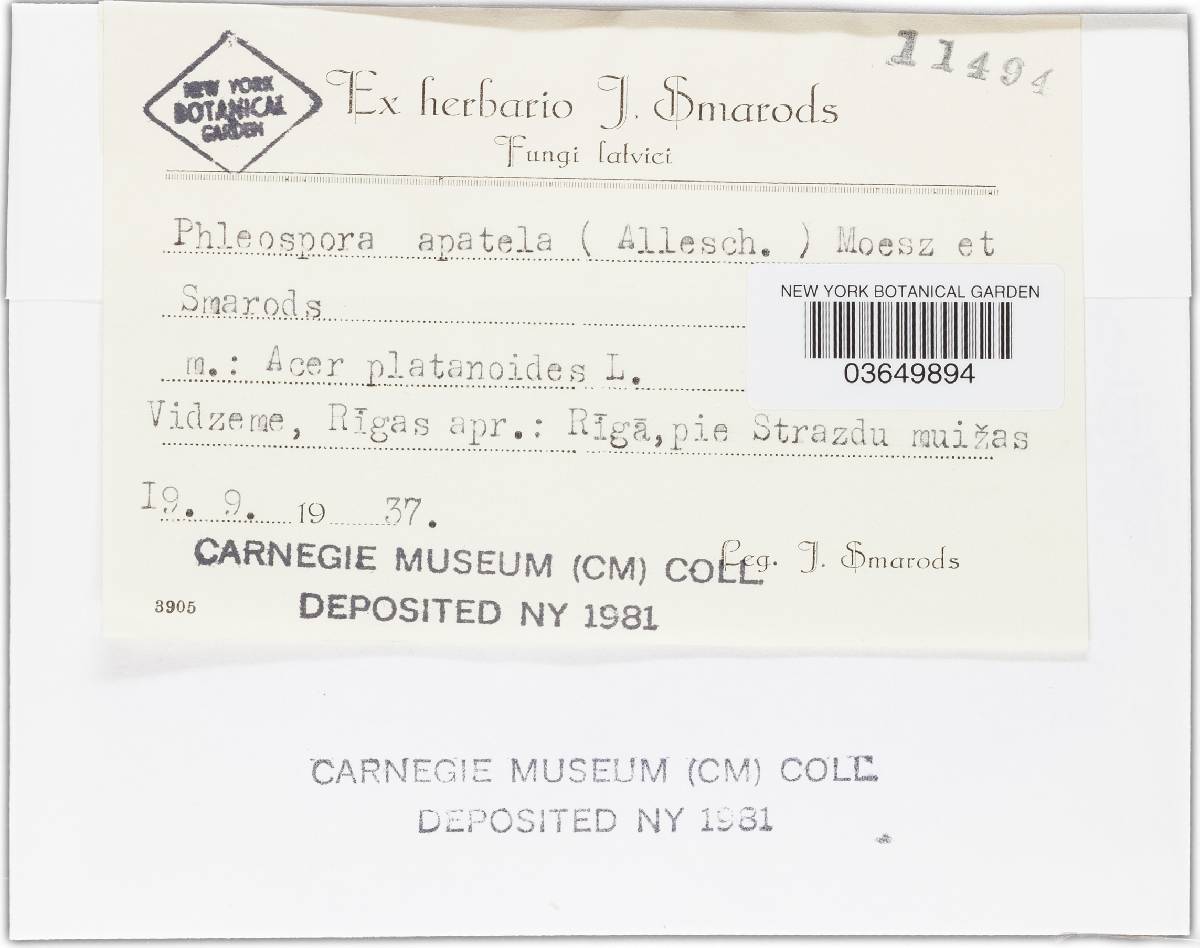 11494
NEW YORK
BOTANICAL
GARDEN
Ex herbario J. Smarods
Fungi latvici
Phleospora apatela ( Allesch. ) Moesz et
Smarods
m.: Acer platanoides L.
Vidzeme, Rīgas apr.: Rīgā,pie Strazdu muižas
I9. 9. 19 37.
Leg. J. Smarods
CARNEGIE MUSEUM (CM) COLL.
DEPOSITED NY 1981
3905
NEW YORK BOTANICAL GARDEN
03649894
CARNEGIE MUSEUM (CM) COLL.
DEPOSITED NY 1981